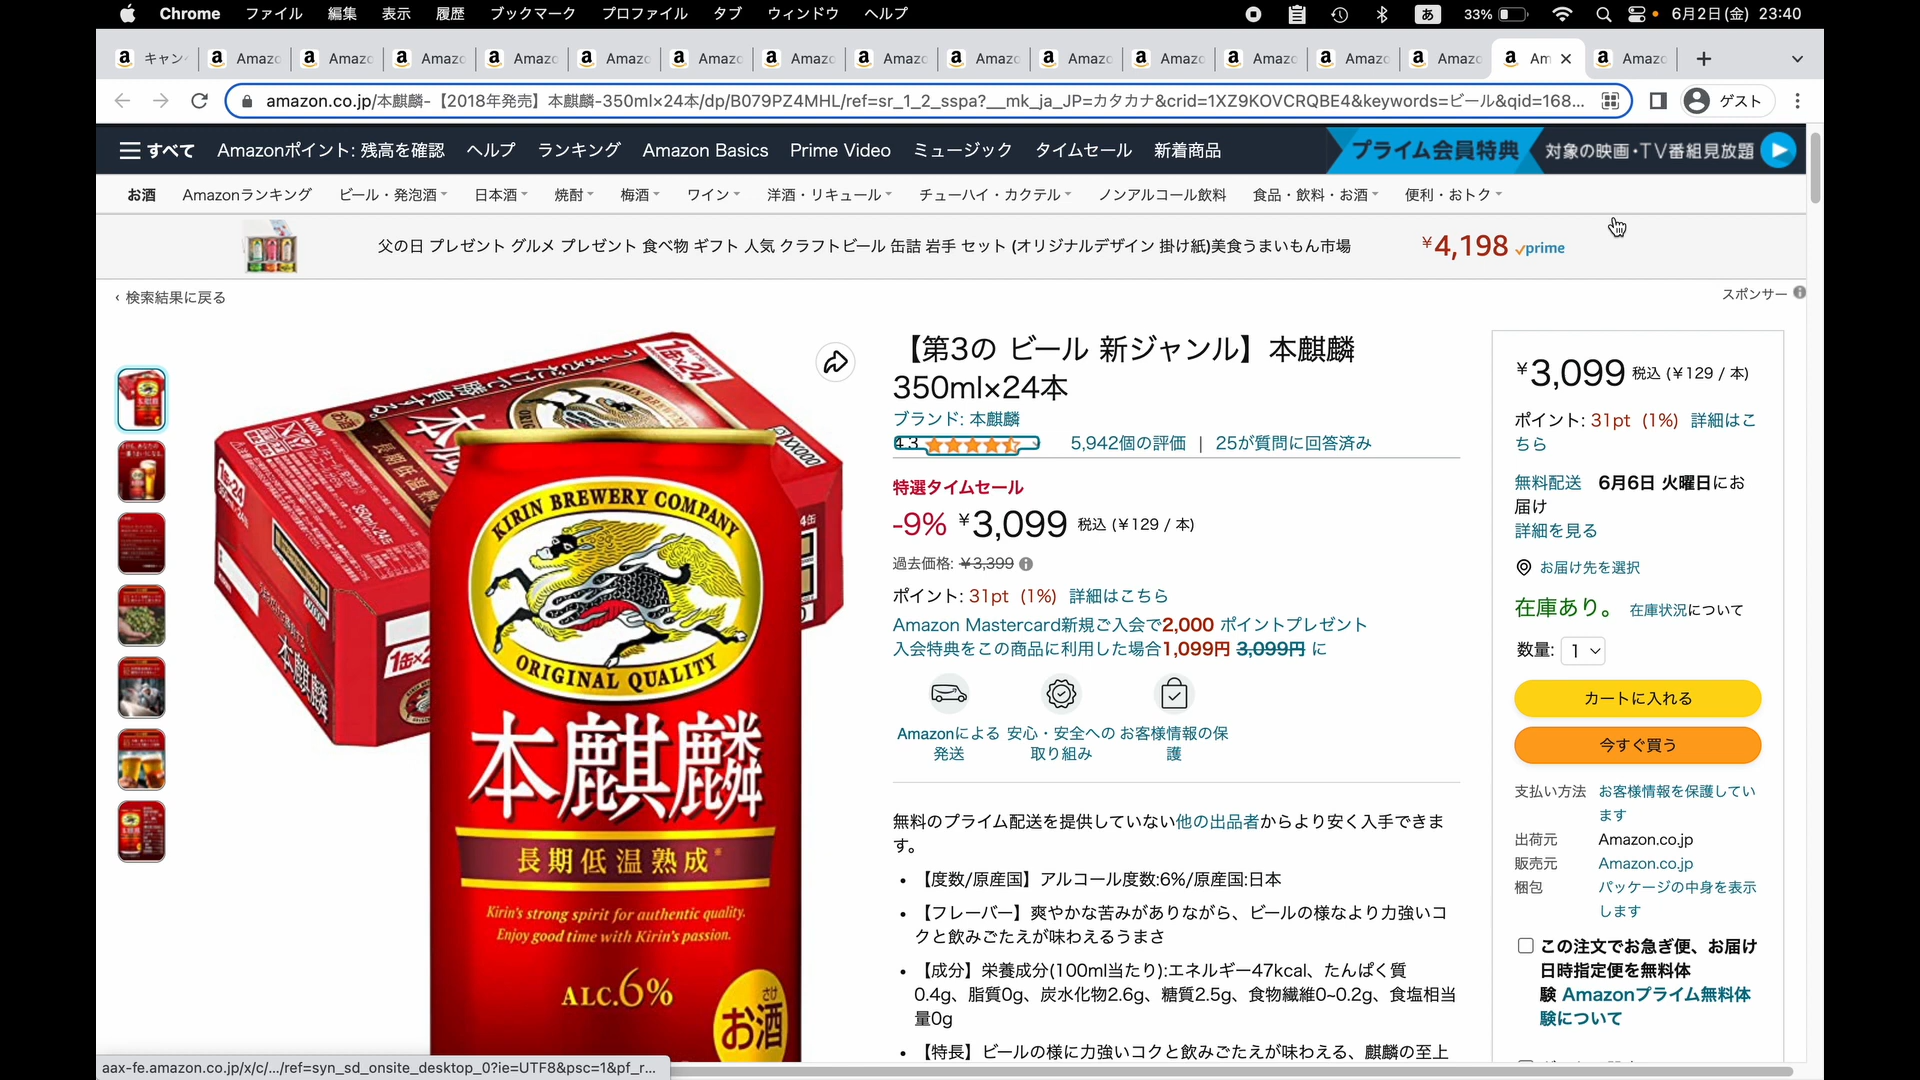 Chrome ファイル 編集 表示 履歴 ブックマーク プロファイル タブ ウィンドウ ヘルプ あ 33% 6月2日(金) 23:40
キャン Amazo Amazo Amazo Amazo Amazo Amazo Amazo Amazo Amazo Amazo Amazo Amazo Amazo Amazo Am Amazo
amazon.co.jp/本麒麟-【2018年発売】本麒麟-350ml×24本/dp/B079PZ4MHL/ref=sr_1_2_sspa?__mk_ja_JP=カタカナ&crid=1XZ9KOVCRQBE4&keywords=ビール&qid=168... ゲスト
すべて Amazonポイント: 残高を確認 ヘルプ ランキング Amazon Basics Prime Video ミュージック タイムセール 新着商品 プライム会員特典 対象の映画・TV番組見放題
お酒 Amazonランキング ビール・発泡酒 日本酒 焼酎 梅酒 ワイン 洋酒・リキュール チューハイ・カクテル ノンアルコール飲料 食品・飲料・お酒 便利・おトク
父の日 プレゼント グルメ プレゼント 食べ物 ギフト 人気 クラフトビール 缶詰 岩手 セット (オリジナルデザイン 掛け紙)美食うまいもん市場 ¥4,198 prime
‹ 検索結果に戻る
スポンサー
【第3の ビール 新ジャンル】本麒麟
350ml×24本
ブランド: 本麒麟
4.3 5,942個の評価 | 25が質問に回答済み
特選タイムセール
-9% ¥3,099 税込 (¥129 / 本)
過去価格: ¥3,399
ポイント: 31pt (1%) 詳細はこちら
Amazon Mastercard新規ご入会で2,000 ポイントプレゼント
入会特典をこの商品に利用した場合1,099円 3,099円 に
Amazonによる
発送
安心・安全への
取り組み
お客様情報の保
護
無料のプライム配送を提供していない他の出品者からより安く入手できま
す。
• 【度数/原産国】アルコール度数:6%/原産国:日本
• 【フレーバー】爽やかな苦みがありながら、ビールの様なより力強いコ
クと飲みごたえが味わえるうまさ
• 【成分】栄養成分(100ml当たり):エネルギー47kcal、たんぱく質
0.4g、脂質0g、炭水化物2.6g、糖質2.5g、食物繊維0~0.2g、食塩相当
量0g
• 【特長】ビールの様に力強いコクと飲みごたえが味わえる、麒麟の至上
¥3,099 税込 (¥129 / 本)
ポイント: 31pt (1%) 詳細はこ
ちら
無料配送 6月6日 火曜日にお
届け
詳細を見る
お届け先を選択
在庫あり。 在庫状況について
数量: 1
カートに入れる
今すぐ買う
支払い方法 お客様情報を保護してい
ます
出荷元 Amazon.co.jp
販売元 Amazon.co.jp
梱包 パッケージの中身を表示
します
この注文でお急ぎ便、お届け
日時指定便を無料体
験 Amazonプライム無料体
験について
1缶×24
KIRIN BREWERY COMPANY
ORIGINAL QUALITY
本麒麟
長期低温熟成※
Kirin's strong spirit for authentic quality.
Enjoy good time with Kirin's passion.
ALC.6%
さけ
お酒
aax-fe.amazon.co.jp/x/c/.../ref=syn_sd_onsite_desktop_0?ie=UTF8&psc=1&pf_r...